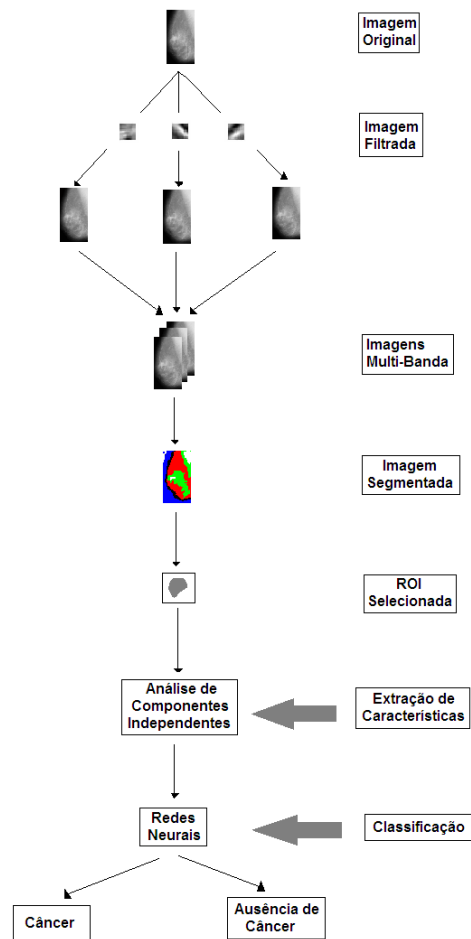 Imagem
Original
Imagem
Filtrada
Imagens
Multi-Banda
Imagem
Segmentada
ROI
Selecionada
Análise de
Componentes
Independentes
Extração de
Características
Redes
Neurais
Classificação
Câncer
Ausência de
Câncer